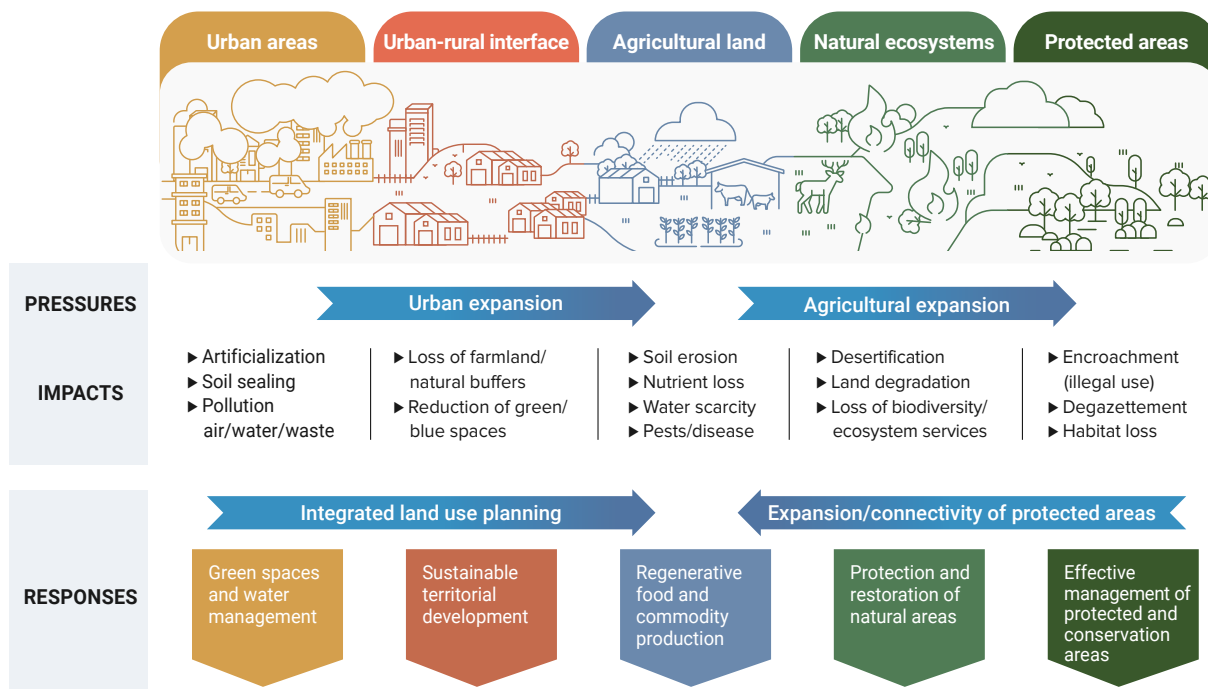 Urban areas
Urban-rural interface
Agricultural land
Natural ecosystems
Protected areas
PRESSURES
Urban expansion
Agricultural expansion
IMPACTS
▶ Artificialization
▶ Soil sealing
▶ Pollution
air/water/waste
▶ Loss of farmland/
natural buffers
▶ Reduction of green/
blue spaces
▶ Soil erosion
▶ Nutrient loss
▶ Water scarcity
▶ Pests/disease
▶ Desertification
▶ Land degradation
▶ Loss of biodiversity/
ecosystem services
▶ Encroachment
(illegal use)
▶ Degazettement
▶ Habitat loss
Integrated land use planning
Expansion/connectivity of protected areas
RESPONSES
Green spaces
and water
management
Sustainable
territorial
development
Regenerative
food and
commodity
production
Protection and
restoration of
natural areas
Effective
management of
protected and
conservation
areas